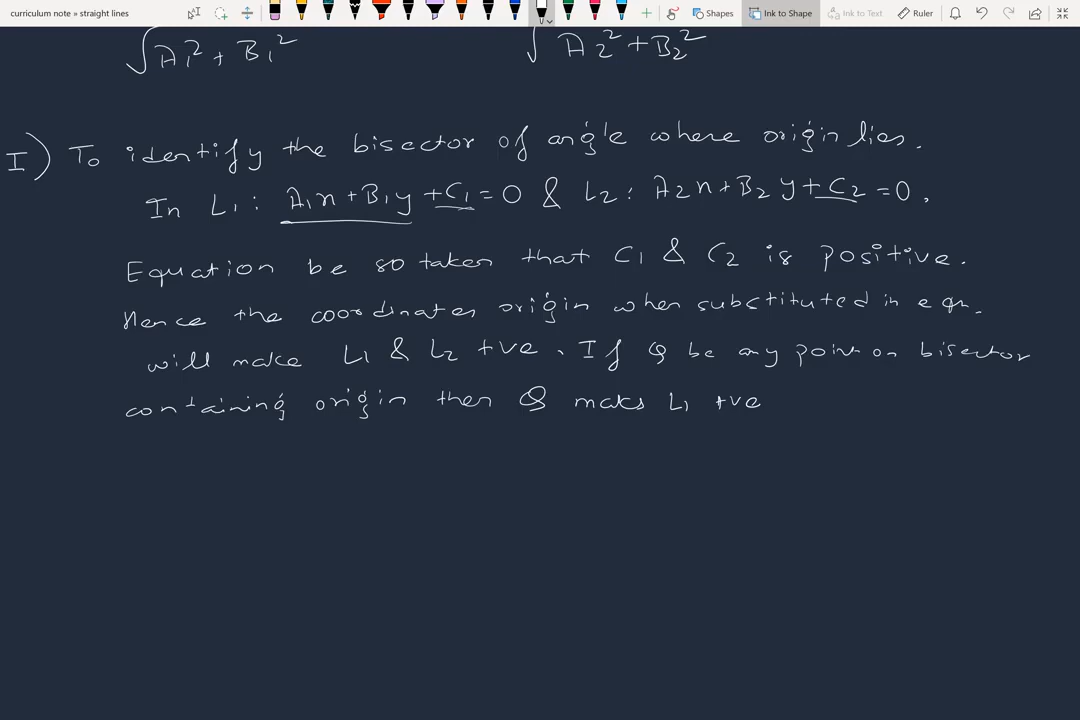 curriculum note » straight lines
Shapes
Ink to Shape
Ink to Text
Ruler
√A₁² + B₁² √A₂² + B₂²
I) To identify the bisector of angle where origin lies.
In L₁ : A₁x + B₁y + C₁ = 0 & L₂ : A₂x + B₂y + C₂ = 0.
Equation be so taken that C₁ & C₂ is positive.
Hence the coordinates origin when substituted in eqn.
will make L₁ & L₂ +ve. If Q be any point on bisector
containing origin then Q makes L₁ +ve